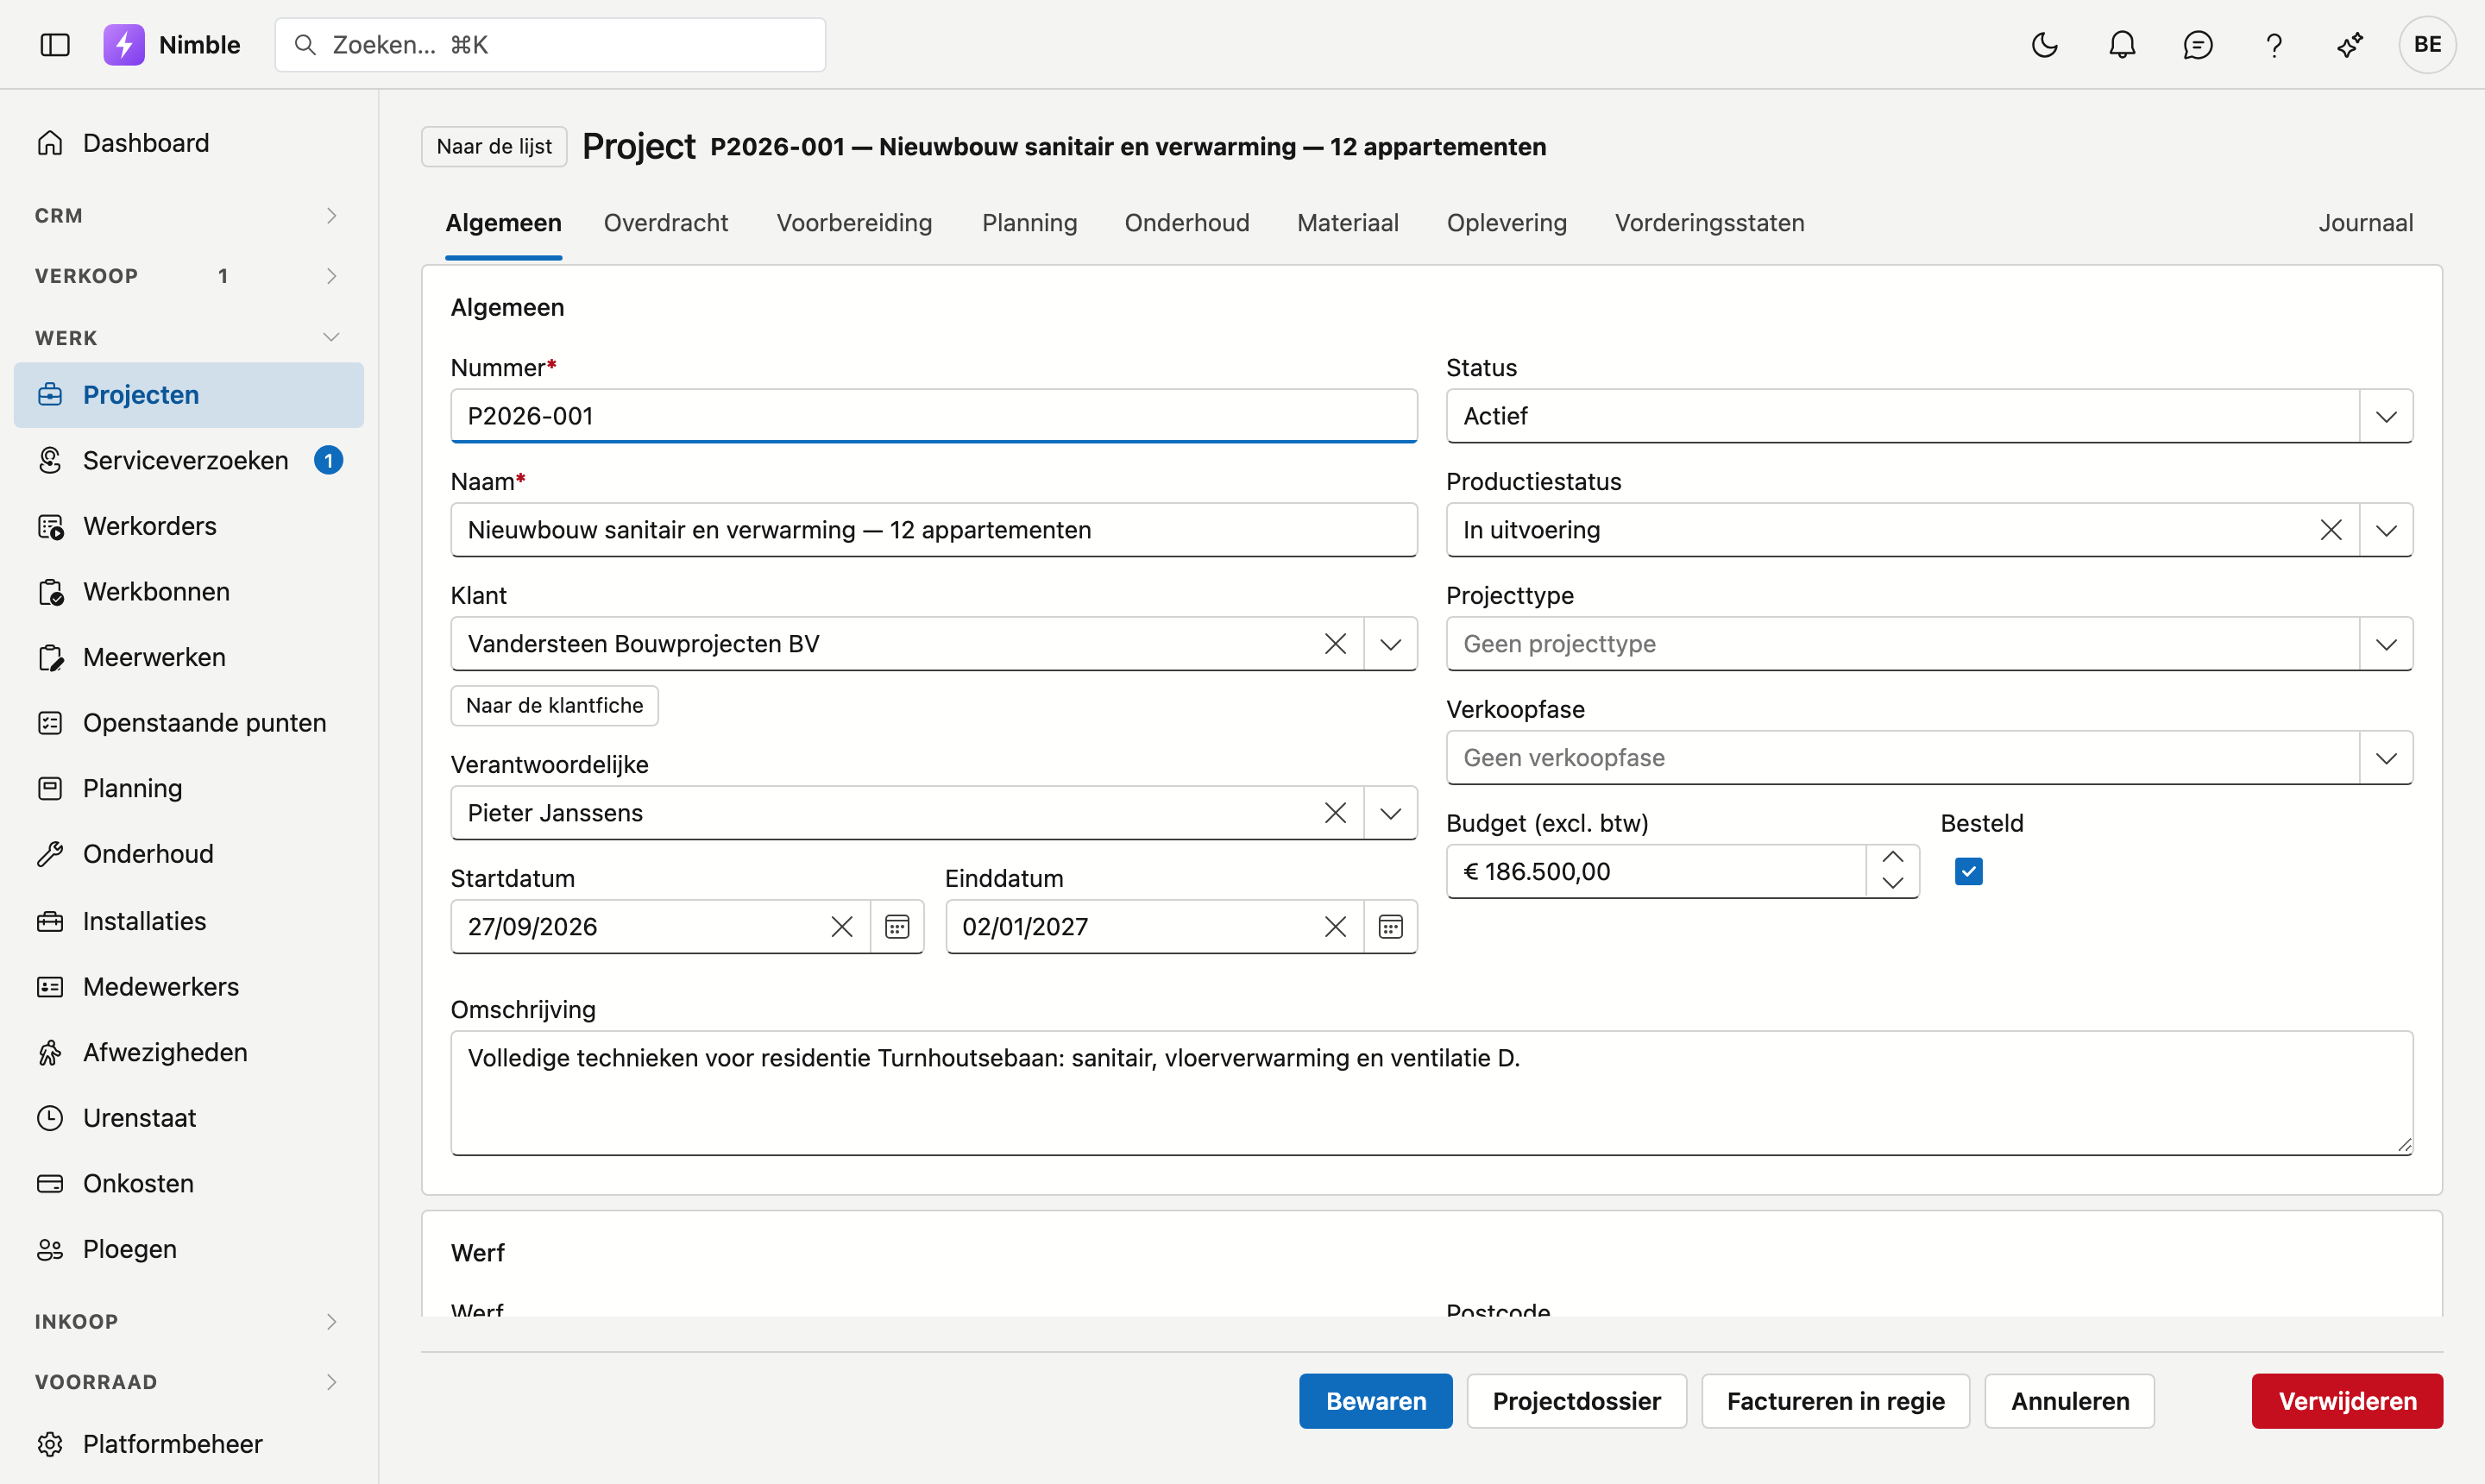 Nimble
Zoeken... ⌘K
BE
Dashboard
CRM
VERKOOP 1
WERK
Projecten
Serviceverzoeken 1
Werkorders
Werkbonnen
Meerwerken
Openstaande punten
Planning
Onderhoud
Installaties
Medewerkers
Afwezigheden
Urenstaat
Onkosten
Ploegen
INKOOP
VOORRAAD
Platformbeheer
Naar de lijst Project P2026-001 — Nieuwbouw sanitair en verwarming — 12 appartementen
Algemeen Overdracht Voorbereiding Planning Onderhoud Materiaal Oplevering Vorderingsstaten Journaal
Algemeen
Nummer*
P2026-001
Naam*
Nieuwbouw sanitair en verwarming — 12 appartementen
Klant
Vandersteen Bouwprojecten BV
Naar de klantfiche
Verantwoordelijke
Pieter Janssens
Startdatum Einddatum
27/09/2026 02/01/2027
Status
Actief
Productiestatus
In uitvoering
Projecttype
Geen projecttype
Verkoopfase
Geen verkoopfase
Budget (excl. btw) Besteld
€ 186.500,00
Omschrijving
Volledige technieken voor residentie Turnhoutsebaan: sanitair, vloerverwarming en ventilatie D.
Werf
Werf Postcode
Bewaren Projectdossier Factureren in regie Annuleren Verwijderen